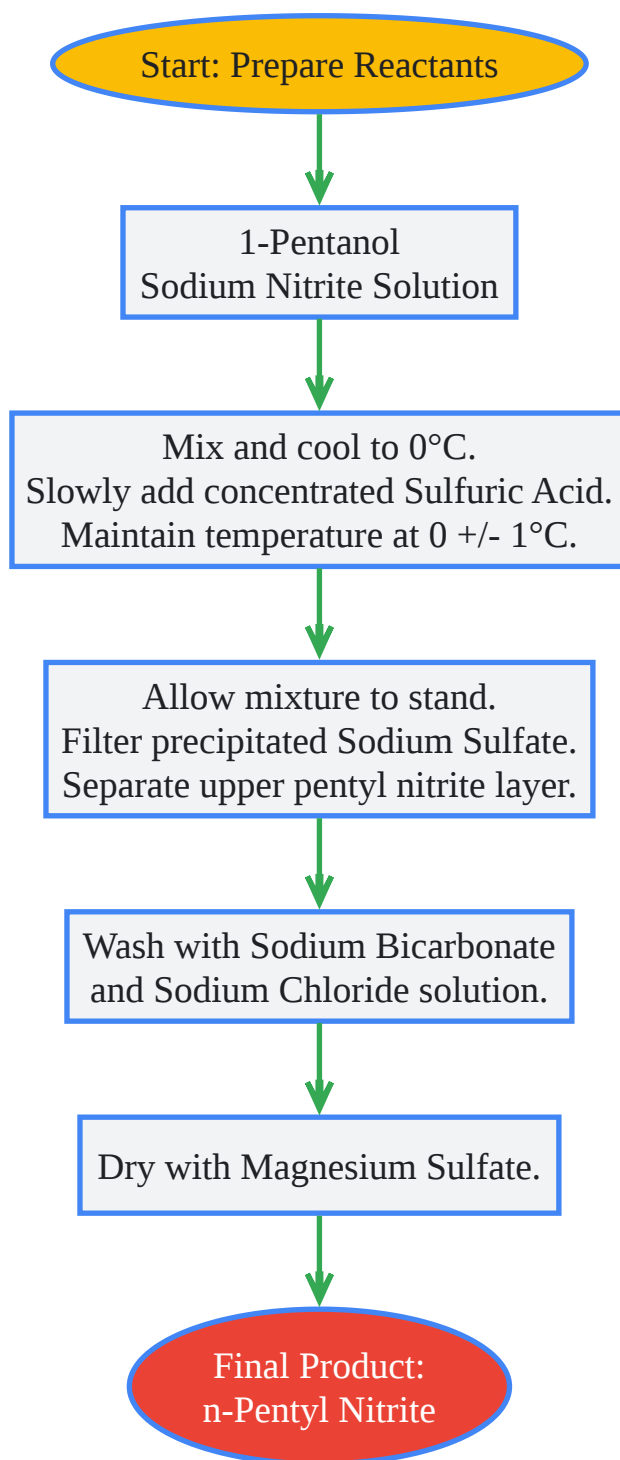 Start: Prepare Reactants
1-Pentanol
Sodium Nitrite Solution
Mix and cool to 0°C.
Slowly add concentrated Sulfuric Acid.
Maintain temperature at 0 +/- 1°C.
Allow mixture to stand.
Filter precipitated Sodium Sulfate.
Separate upper pentyl nitrite layer.
Wash with Sodium Bicarbonate
and Sodium Chloride solution.
Dry with Magnesium Sulfate.
Final Product:
n-Pentyl Nitrite